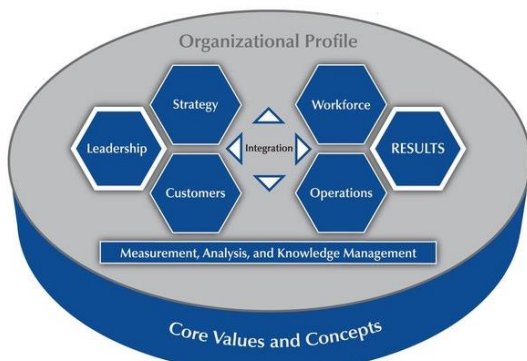 Organizational Profile
Strategy
Workforce
Leadership
Integration
RESULTS
Customers
Operations
Measurement, Analysis, and Knowledge Management
Core Values and Concepts